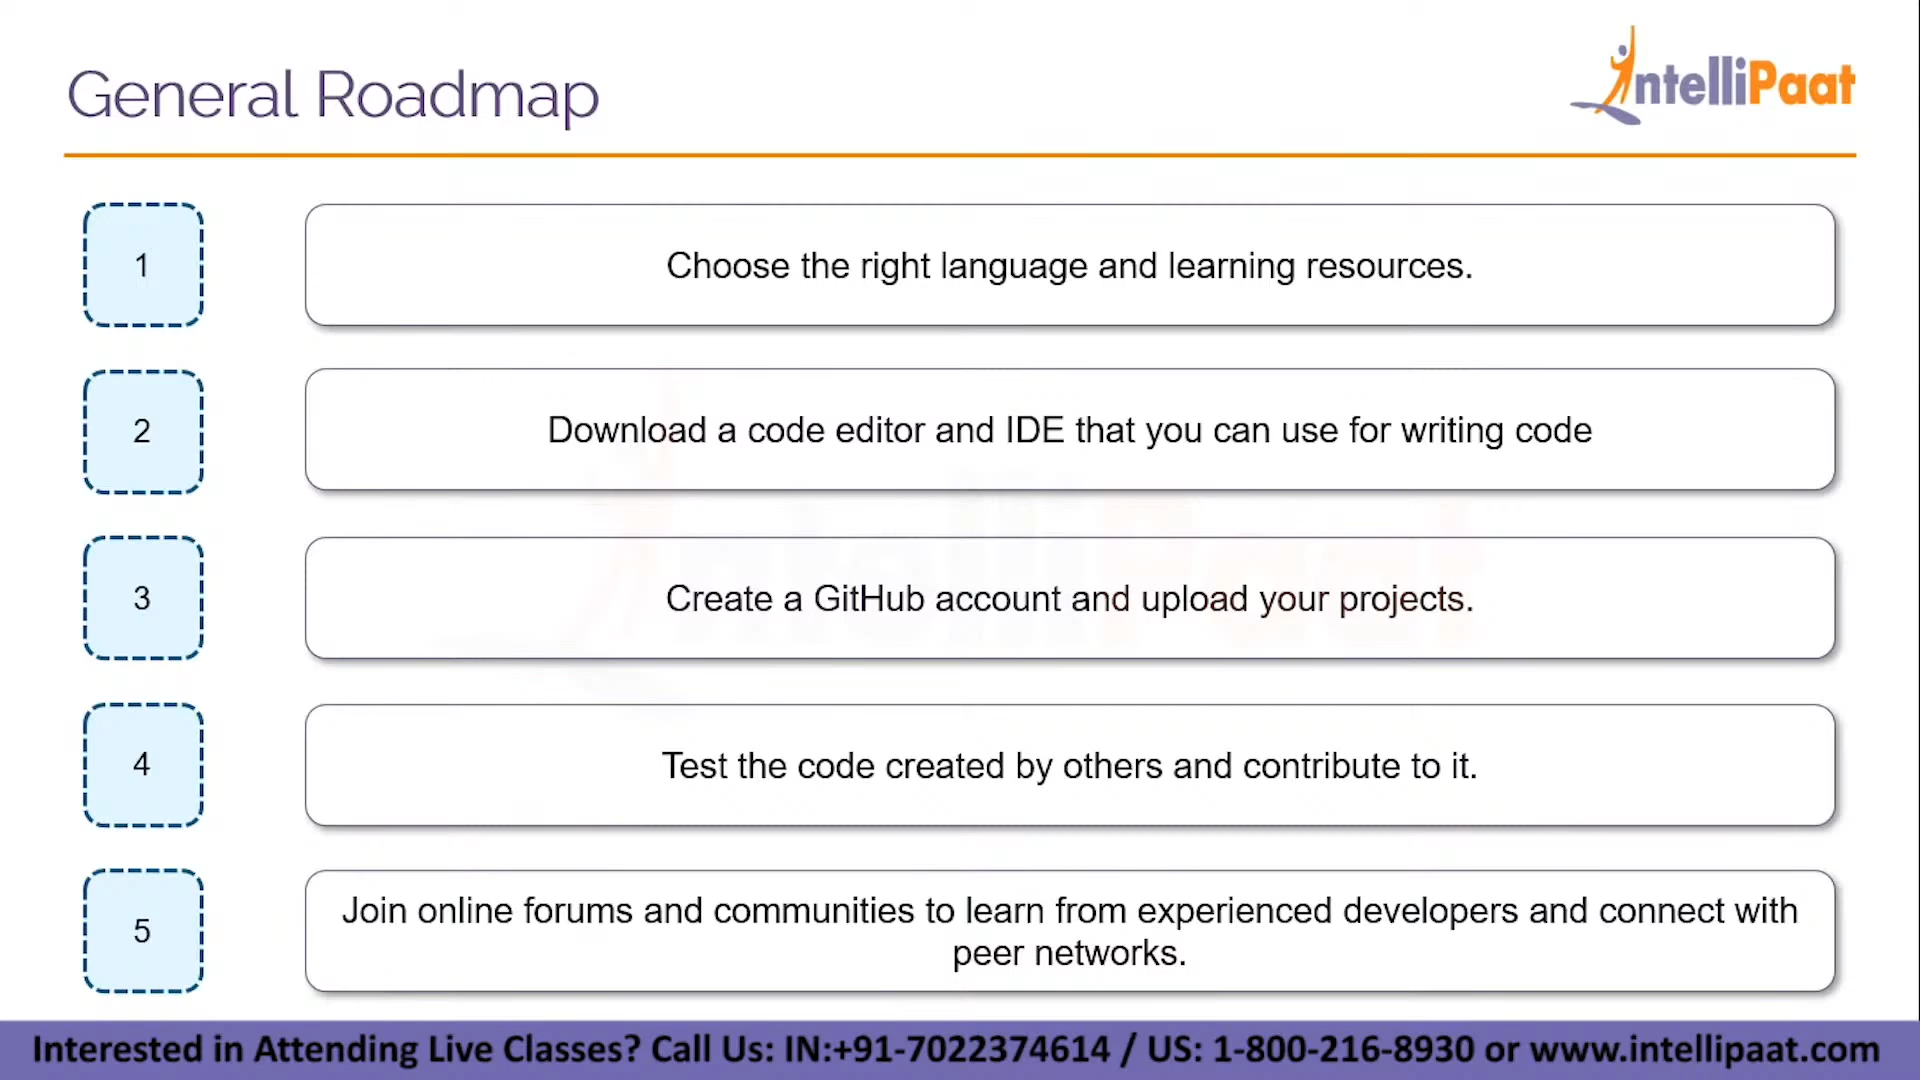 General Roadmap
IntelliPaat
1
Choose the right language and learning resources.
2
Download a code editor and IDE that you can use for writing code
3
Create a GitHub account and upload your projects.
4
Test the code created by others and contribute to it.
5
Join online forums and communities to learn from experienced developers and connect with
peer networks.
Interested in Attending Live Classes? Call Us: IN:+91-7022374614 / US: 1-800-216-8930 or www.intellipaat.com